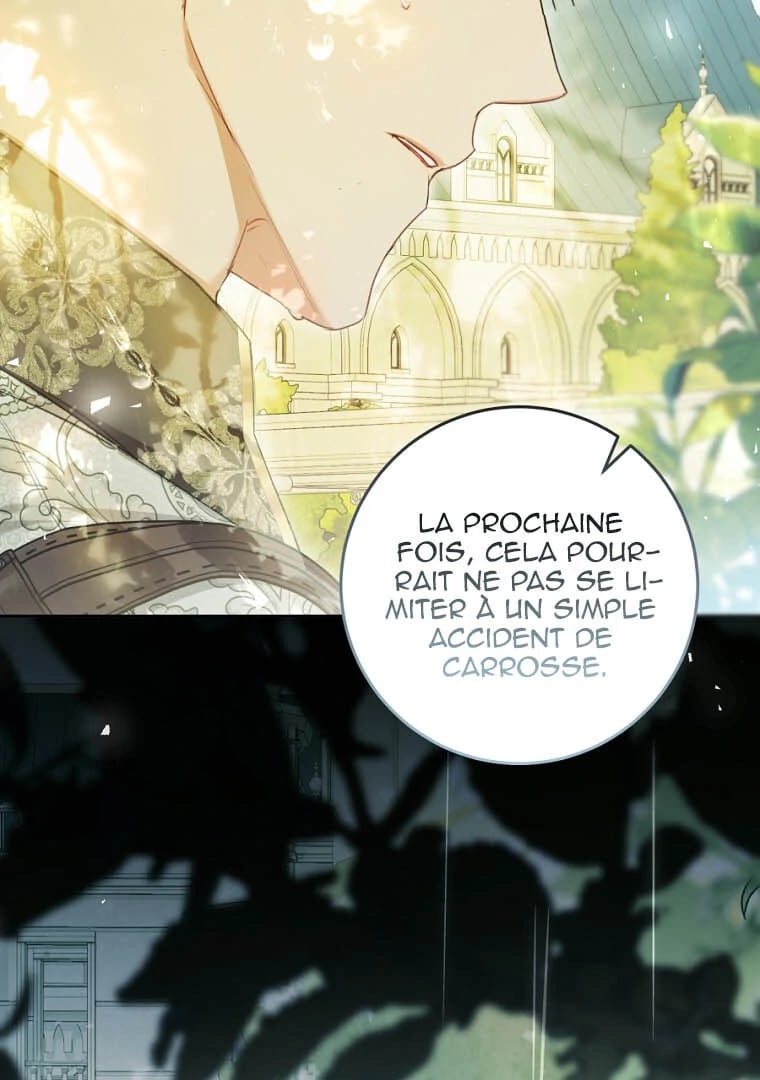 LA PROCHAINE
FOIS, CELA POUR-
RAIT NE PAS SE LI-
MITER À UN SIMPLE
ACCIDENT DE
CARROSSE.